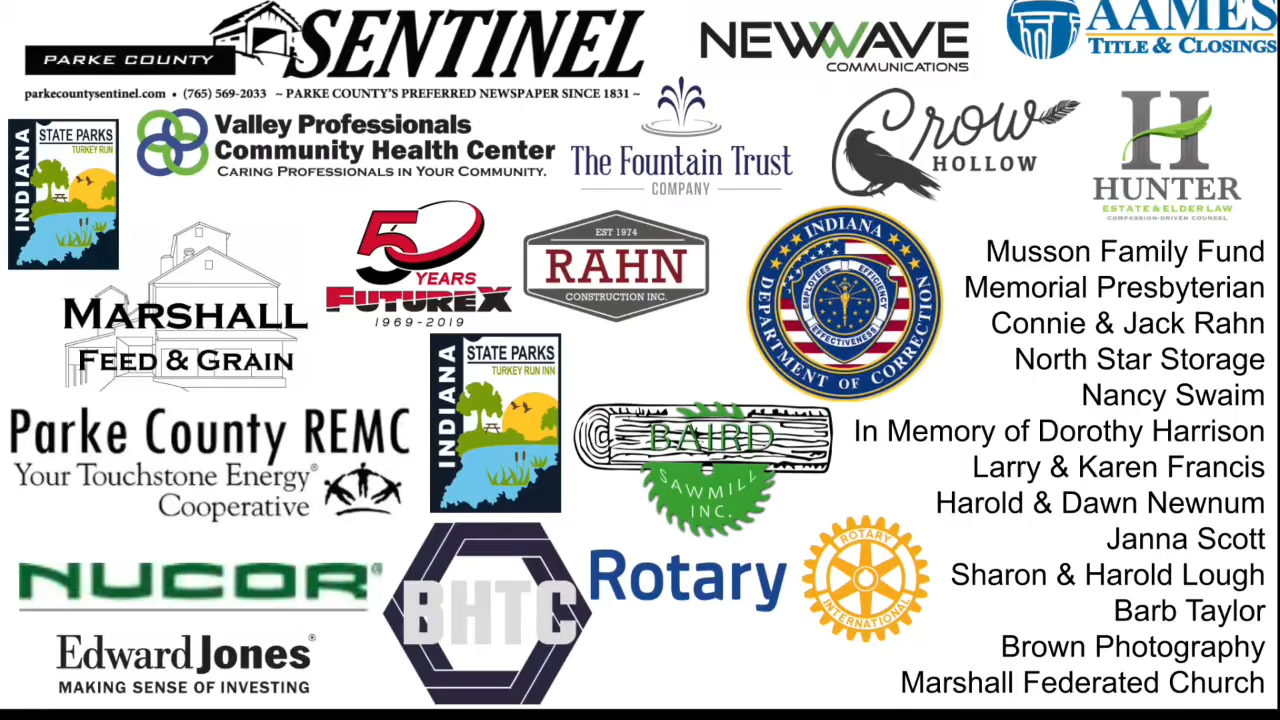 PARKE COUNTY SENTINEL
parkecountysentinel.com • (765) 569-2033 ~ PARKE COUNTY'S PREFERRED NEWSPAPER SINCE 1831 ~
NEWWAVE
COMMUNICATIONS
AAMES
TITLE & CLOSINGS
INDIANA
STATE PARKS
TURKEY RUN
Valley Professionals
Community Health Center
CARING PROFESSIONALS IN YOUR COMMUNITY.
The Fountain Trust
COMPANY
Crow
HOLLOW
H
HUNTER
ESTATE & ELDER LAW
COMPASSION-DRIVEN COUNSEL
MARSHALL
FEED & GRAIN
50
YEARS
FUTUREX
1969-2019
EST 1974
RAHN
CONSTRUCTION INC.
INDIANA
DEPARTMENT OF CORRECTION
EMPLOYEES
EFFICIENCY
EFFECTIVENESS
Parke County REMC
Your Touchstone Energy®
Cooperative
INDIANA
STATE PARKS
TURKEY RUN INN
BAIRD
SAWMILL
INC.
NUCOR®
Edward Jones®
MAKING SENSE OF INVESTING
BHTC
Rotary
ROTARY
INTERNATIONAL
Musson Family Fund
Memorial Presbyterian
Connie & Jack Rahn
North Star Storage
Nancy Swaim
In Memory of Dorothy Harrison
Larry & Karen Francis
Harold & Dawn Newnum
Janna Scott
Sharon & Harold Lough
Barb Taylor
Brown Photography
Marshall Federated Church